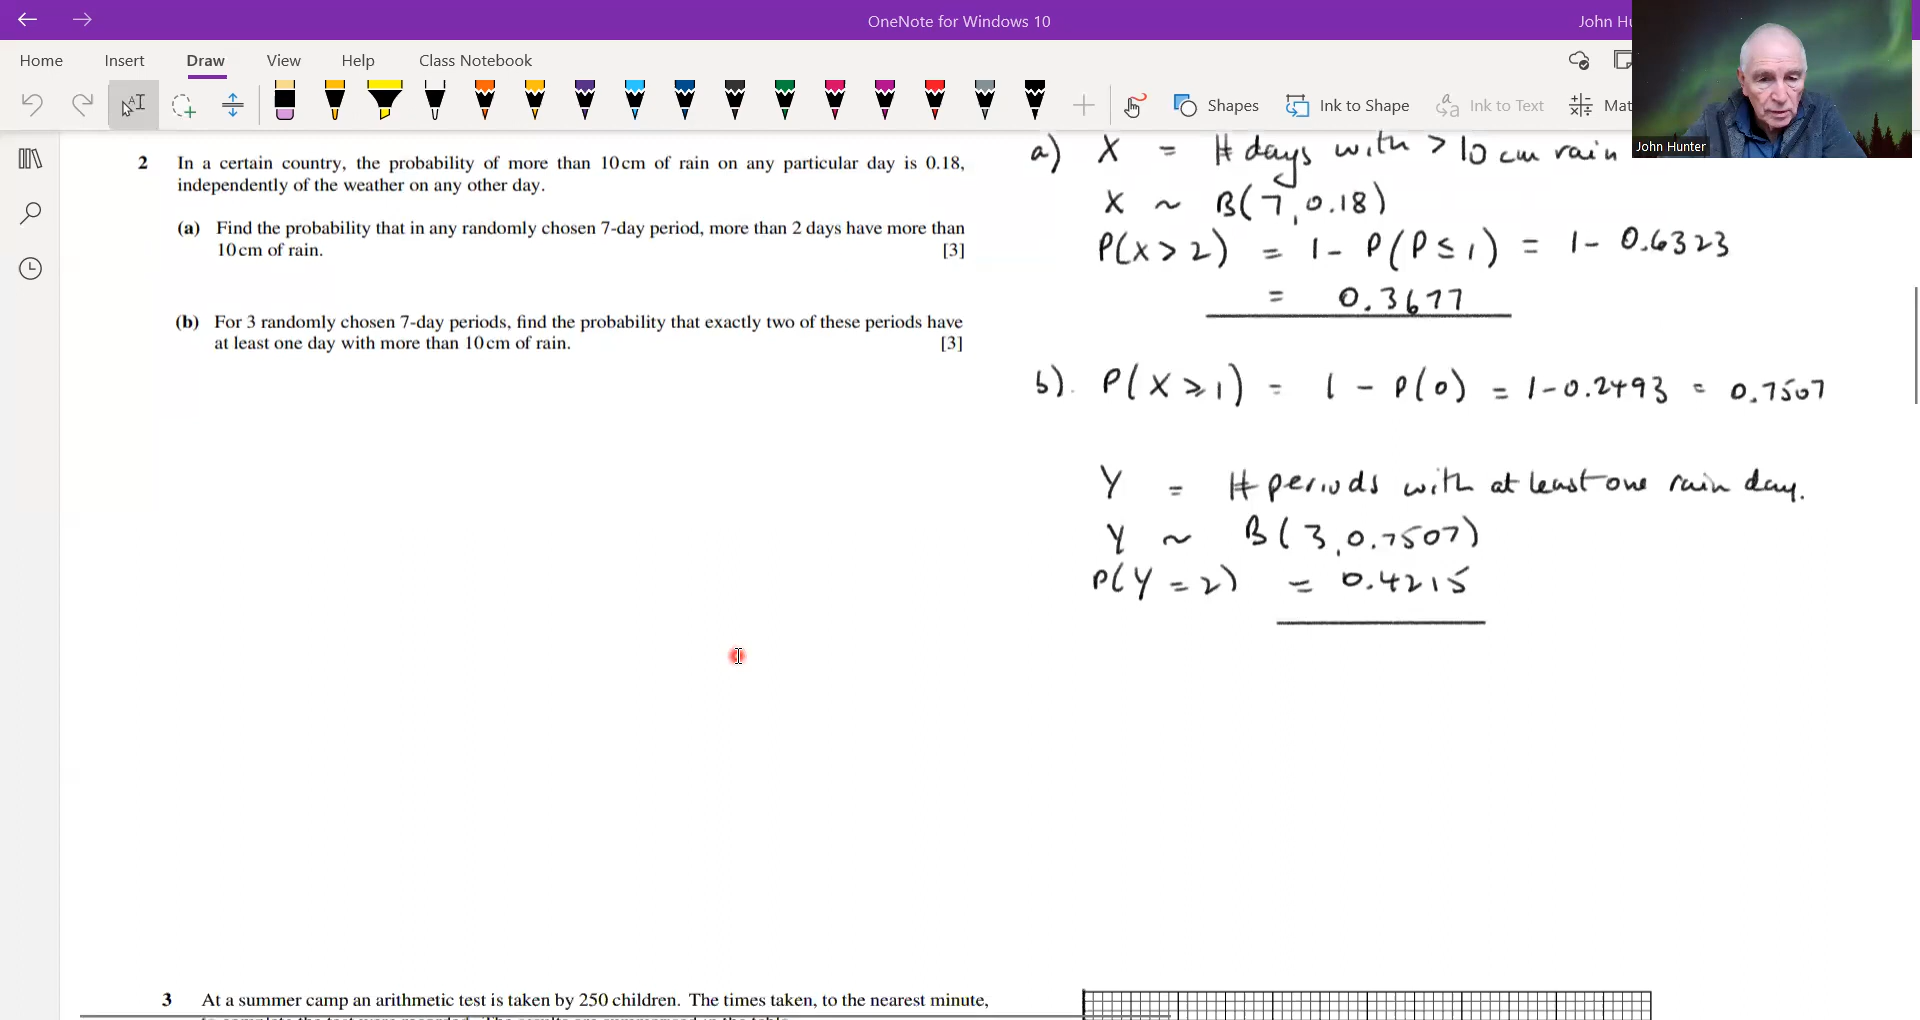 OneNote for Windows 10
John Hu
Home Insert Draw View Help Class Notebook
Shapes Ink to Shape Ink to Text Mat
John Hunter
2 In a certain country, the probability of more than 10 cm of rain on any particular day is 0.18,
independently of the weather on any other day.
(a) Find the probability that in any randomly chosen 7-day period, more than 2 days have more than
10 cm of rain. [3]
(b) For 3 randomly chosen 7-day periods, find the probability that exactly two of these periods have
at least one day with more than 10 cm of rain. [3]
a) X = # days with > 10 cm rain
X ~ B(7, 0.18)
P(X > 2) = 1 - P(P ≤ 1) = 1 - 0.6323
= 0.3677
b). P(X ≥ 1) = 1 - P(0) = 1 - 0.2493 = 0.7507
Y = # periods with at least one rain day.
Y ~ B(3, 0.7507)
P(Y = 2) = 0.4215
3 At a summer camp an arithmetic test is taken by 250 children. The times taken, to the nearest minute,